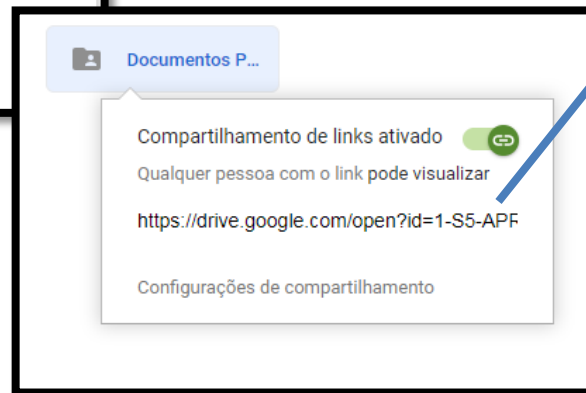 Documentos P...
Compartilhamento de links ativado
Qualquer pessoa com o link pode visualizar
https://drive.google.com/open?id=1-S5-APR
Configurações de compartilhamento